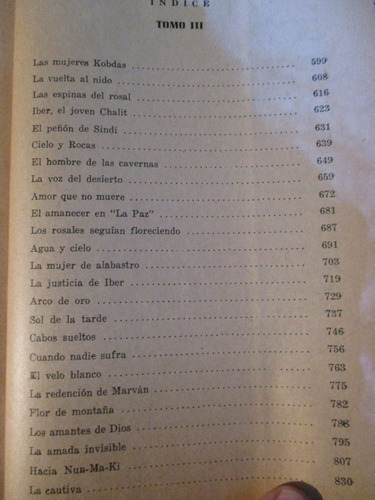 INDICE
TOMO III
Las mujeres Kobdas 599
La vuelta al nido 608
Las espinas del rosal 616
Iber, el joven Chalit 623
El peñón de Sindi 631
Cielo y Rocas 639
El hombre de las cavernas 649
La voz del desierto 659
Amor que no muere 672
El amanecer en "La Paz" 681
Los rosales seguían floreciendo 687
Agua y cielo 691
La mujer de alabastro 703
La justicia de Iber 719
Arco de oro 729
Sol de la tarde 737
Cabos sueltos 746
Cuando nadie sufra 756
El velo blanco 763
La redención de Marván 775
Flor de montaña 782
Los amantes de Dios 788
La amada invisible 795
Hacia Nua-Ma-Ki 807
La cautiva 830